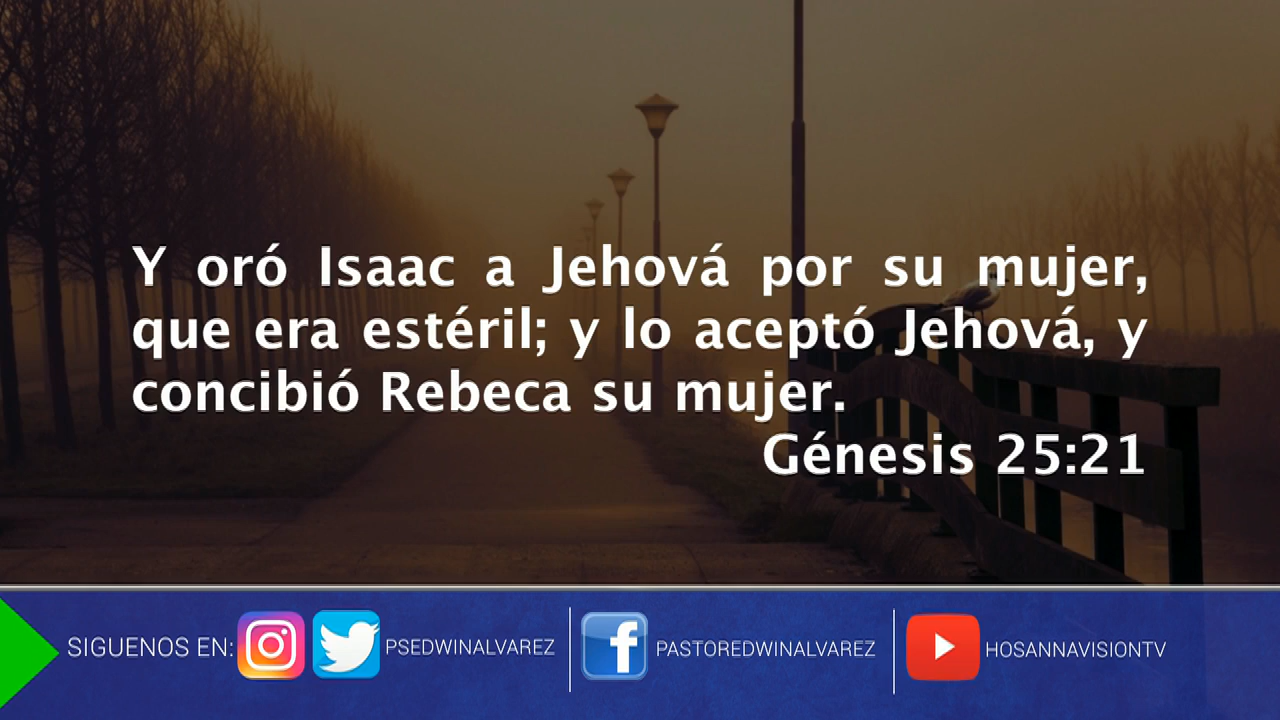 Y oró Isaac a Jehová por su mujer,
que era estéril; y lo aceptó Jehová, y
concibió Rebeca su mujer.
Génesis 25:21
SIGUENOS EN: PSEDWINALVAREZ PASTOREDWINALVAREZ HOSANNAVISIONTV